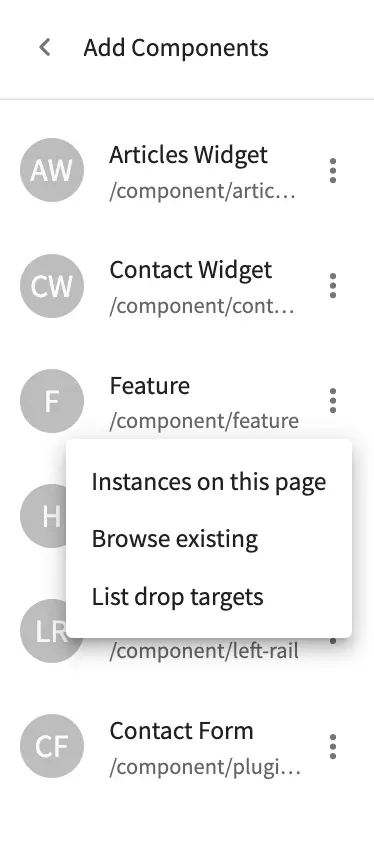 Add Components
AW
Articles Widget
/component/artic...
CW
Contact Widget
/component/cont...
F
Feature
/component/feature
Instances on this page
H
Browse existing
List drop targets
LR
/component/left-rail
CF
Contact Form
/component/plugi...